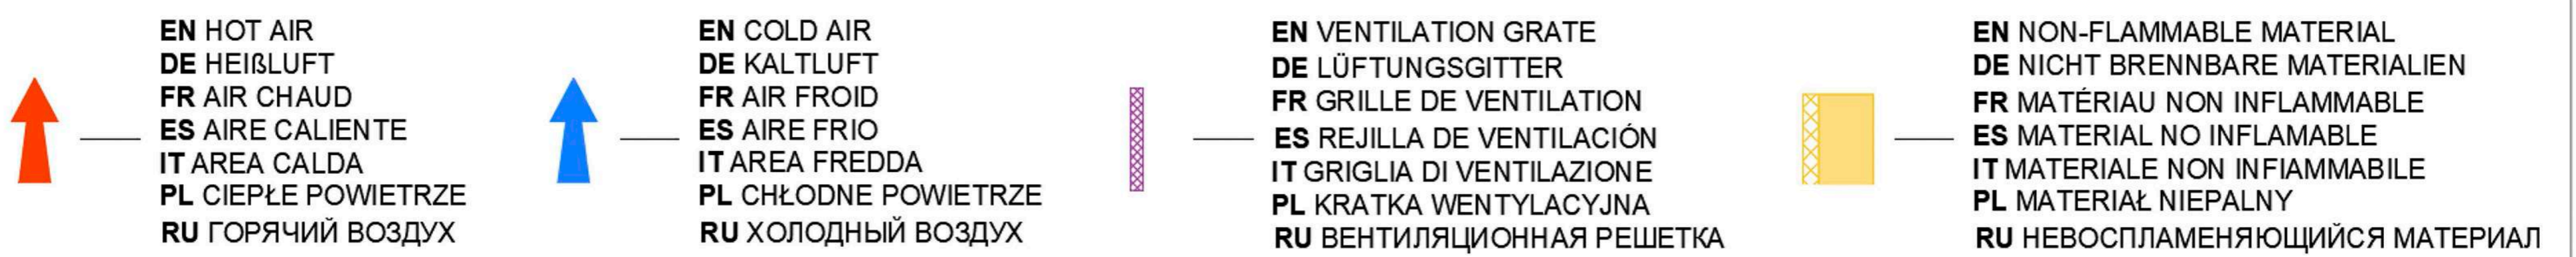 EN HOT AIR
DE HEIßLUFT
FR AIR CHAUD
ES AIRE CALIENTE
IT AREA CALDA
PL CIEPŁE POWIETRZE
RU ГОРЯЧИЙ ВОЗДУХ
EN COLD AIR
DE KALTLUFT
FR AIR FROID
ES AIRE FRIO
IT AREA FREDDA
PL CHŁODNE POWIETRZE
RU ХОЛОДНЫЙ ВОЗДУХ
EN VENTILATION GRATE
DE LÜFTUNGSGITTER
FR GRILLE DE VENTILATION
ES REJILLA DE VENTILACIÓN
IT GRIGLIA DI VENTILAZIONE
PL KRATKA WENTYLACYJNA
RU ВЕНТИЛЯЦИОННАЯ РЕШЕТКА
EN NON-FLAMMABLE MATERIAL
DE NICHT BRENNBARE MATERIALIEN
FR MATÉRIAU NON INFLAMMABLE
ES MATERIAL NO INFLAMABLE
IT MATERIALE NON INFIAMMABILE
PL MATERIAŁ NIEPALNY
RU НЕВОСПЛАМЕНЯЮЩИЙСЯ МАТЕРИАЛ